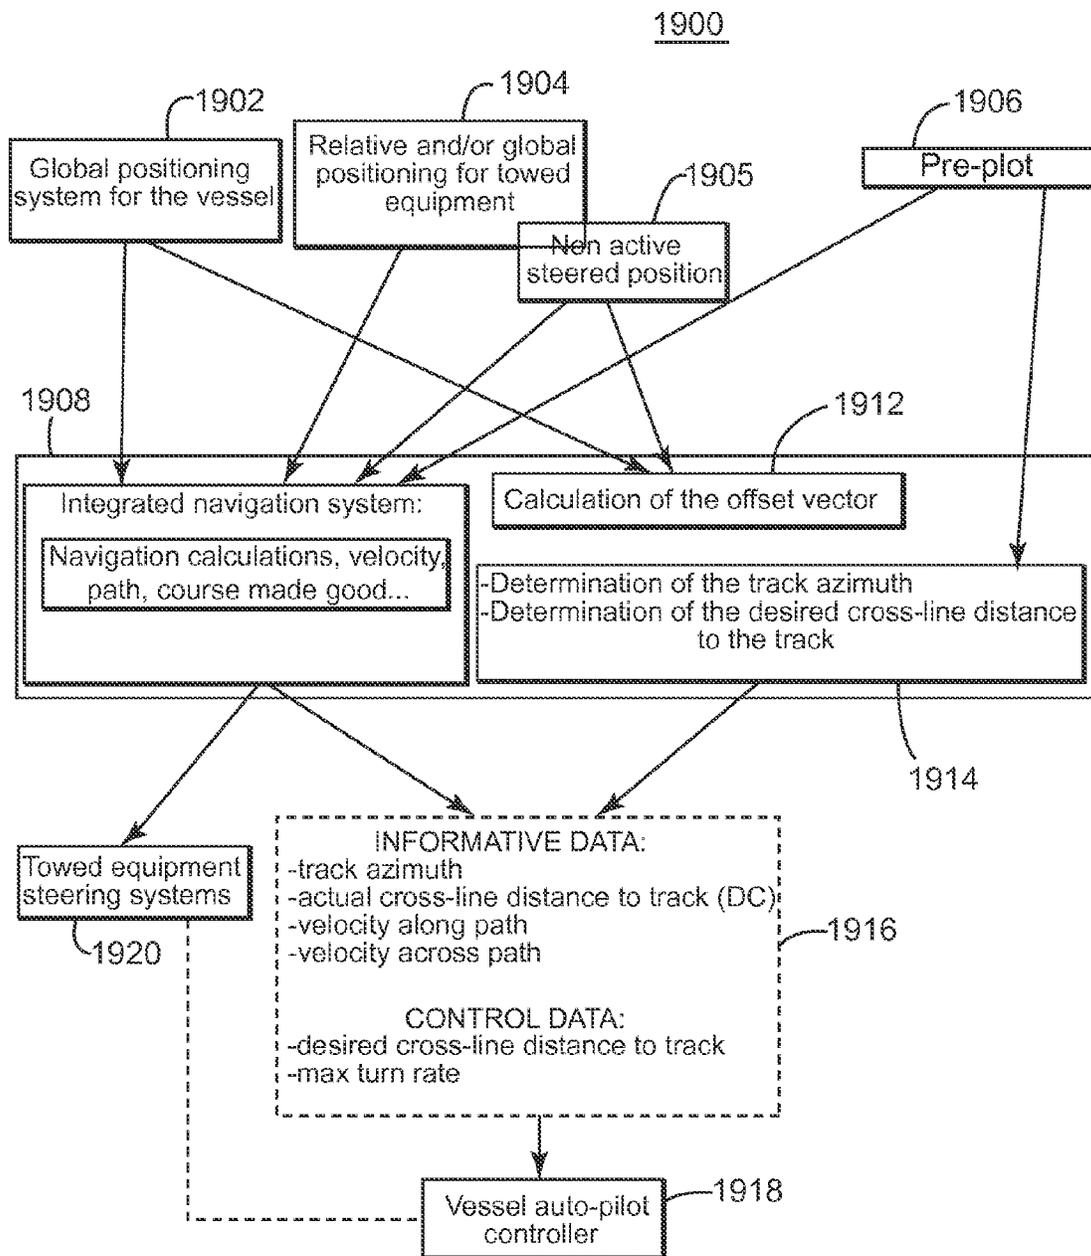 1900
1902
1904
1906
Global positioning
system for the vessel
Relative and/or global
positioning for towed
equipment
1905
Pre-plot
Non active
steered position
1908
1912
Integrated navigation system:
Calculation of the offset vector
Navigation calculations, velocity,
path, course made good...
-Determination of the track azimuth
-Determination of the desired cross-line distance
to the track
1914
Towed equipment
steering systems
1920
INFORMATIVE DATA:
-track azimuth
-actual cross-line distance to track (DC)
-velocity along path
-velocity across path
1916
CONTROL DATA:
-desired cross-line distance to track
-max turn rate
Vessel auto-pilot
controller
1918